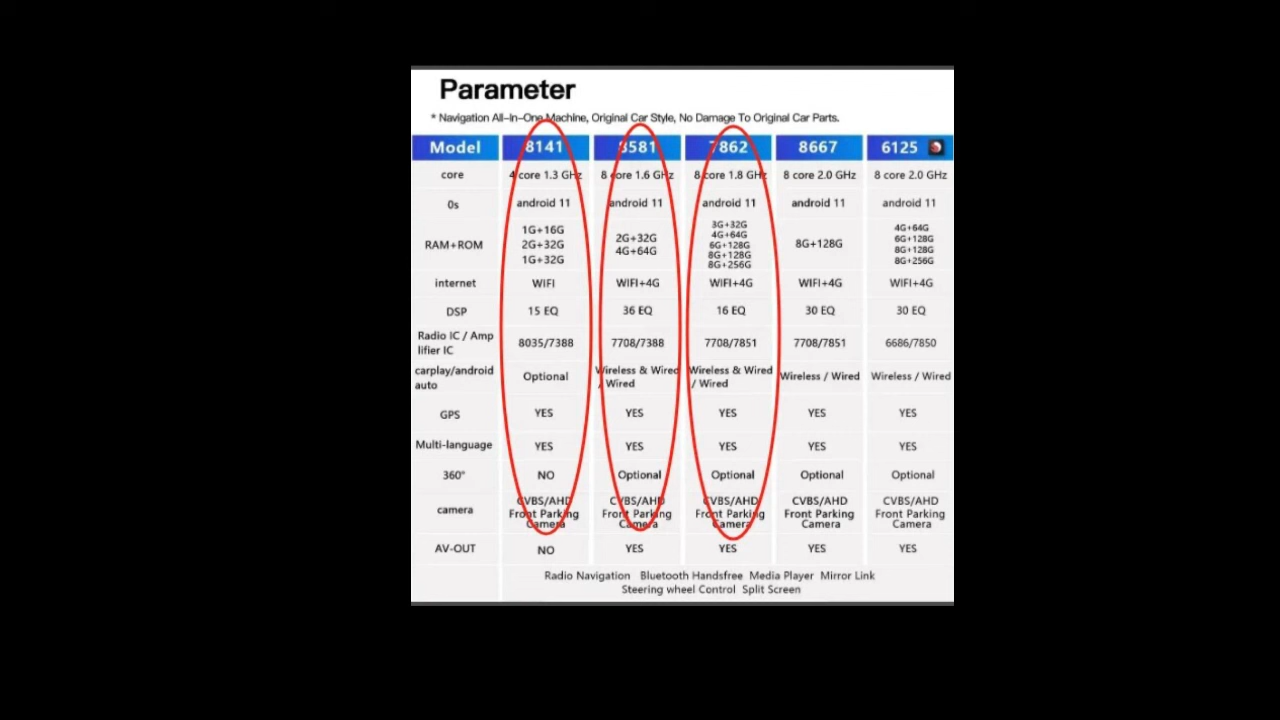 Parameter
* Navigation All-In-One Machine, Original Car Style, No Damage To Original Car Parts.
Model 8141 8581 7862 8667 6125
core 4 core 1.3 GHz 8 core 1.6 GHz 8 core 1.8 GHz 8 core 2.0 GHz 8 core 2.0 GHz
0s android 11 android 11 android 11 android 11 android 11
RAM+ROM
1G+16G
2G+32G
1G+32G
2G+32G
4G+64G
3G+32G
4G+64G
6G+128G
8G+128G
8G+256G
8G+128G
4G+64G
6G+128G
8G+128G
8G+256G
internet WIFI WIFI+4G WIFI+4G WIFI+4G WIFI+4G
DSP 15 EQ 36 EQ 16 EQ 30 EQ 30 EQ
Radio IC / Amp
lifier IC
8035/7388 7708/7388 7708/7851 7708/7851 6686/7850
carplay/android
auto
Optional
Wireless & Wired
/ Wired
Wireless & Wired
/ Wired
Wireless / Wired
Wireless / Wired
GPS YES YES YES YES YES
Multi-language YES YES YES YES YES
360° NO Optional Optional Optional Optional
camera
CVBS/AHD
Front Parking
Camera
CVBS/AHD
Front Parking
Camera
CVBS/AHD
Front Parking
Camera
CVBS/AHD
Front Parking
Camera
CVBS/AHD
Front Parking
Camera
AV-OUT NO YES YES YES YES
Radio Navigation Bluetooth Handsfree Media Player Mirror Link
Steering wheel Control Split Screen